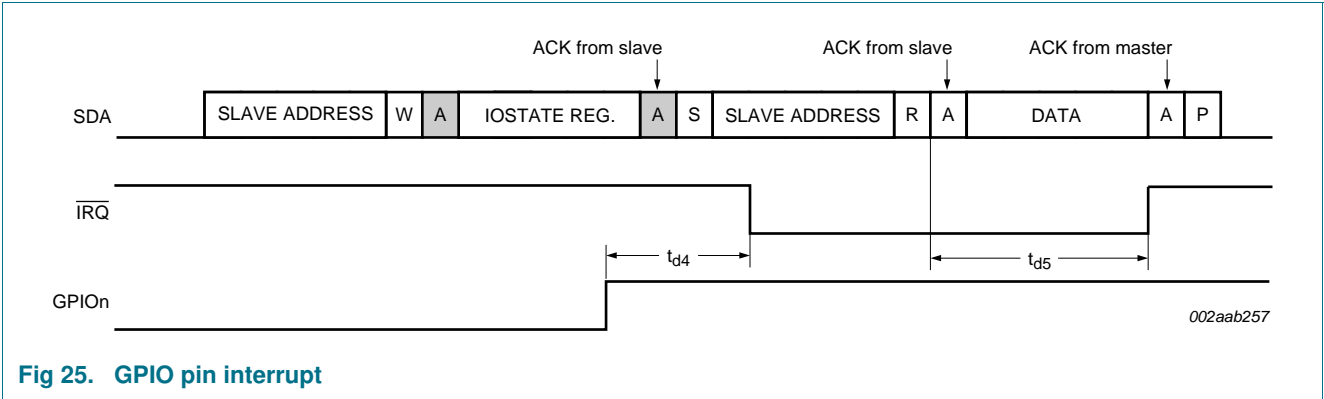 ACK from slave ACK from slave ACK from master
SDA SLAVE ADDRESS W A IOSTATE REG. A S SLAVE ADDRESS R A DATA A P
IRQ
td4 td5
GPIOn
002aab257
Fig 25. GPIO pin interrupt